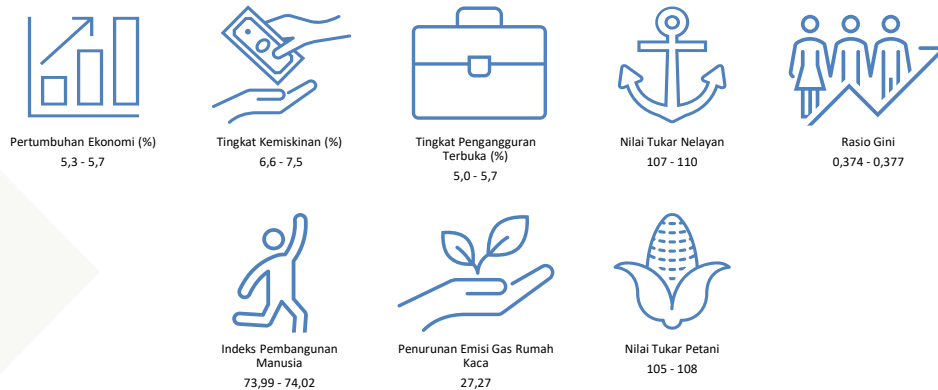 Pertumbuhan Ekonomi (%)
5,3 - 5,7
Tingkat Kemiskinan (%)
6,6 - 7,5
Tingkat Pengangguran
Terbuka (%)
5,0 - 5,7
Nilai Tukar Nelayan
107 - 110
Rasio Gini
0,374 - 0,377
Indeks Pembangunan
Manusia
73,99 - 74,02
Penurunan Emisi Gas Rumah
Kaca
27,27
Nilai Tukar Petani
105 - 108